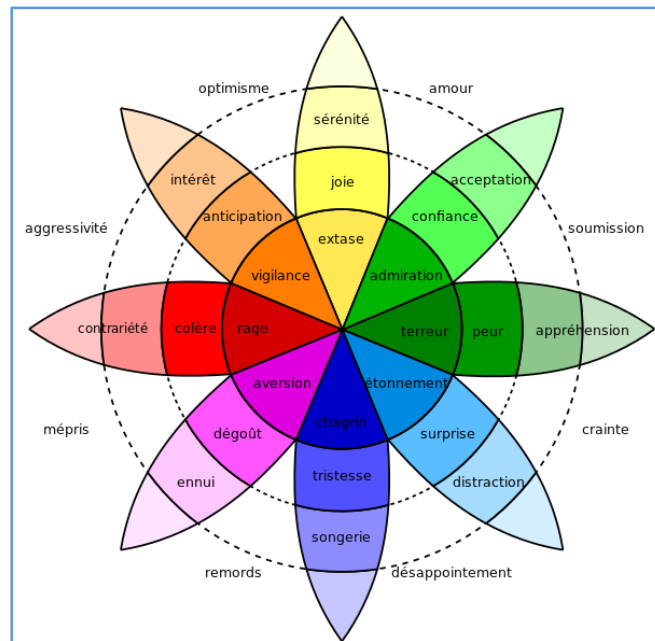 optimisme
amour
sérénité
intérêt
acceptation
joie
anticipation
confiance
aggressivité
soumission
extase
vigilance
admiration
contrariété
colère
rage
terreur
peur
appréhension
aversion
étonnement
chagrin
mépris
dégoût
surprise
crainte
tristesse
ennui
distraction
songerie
remords
désappointement